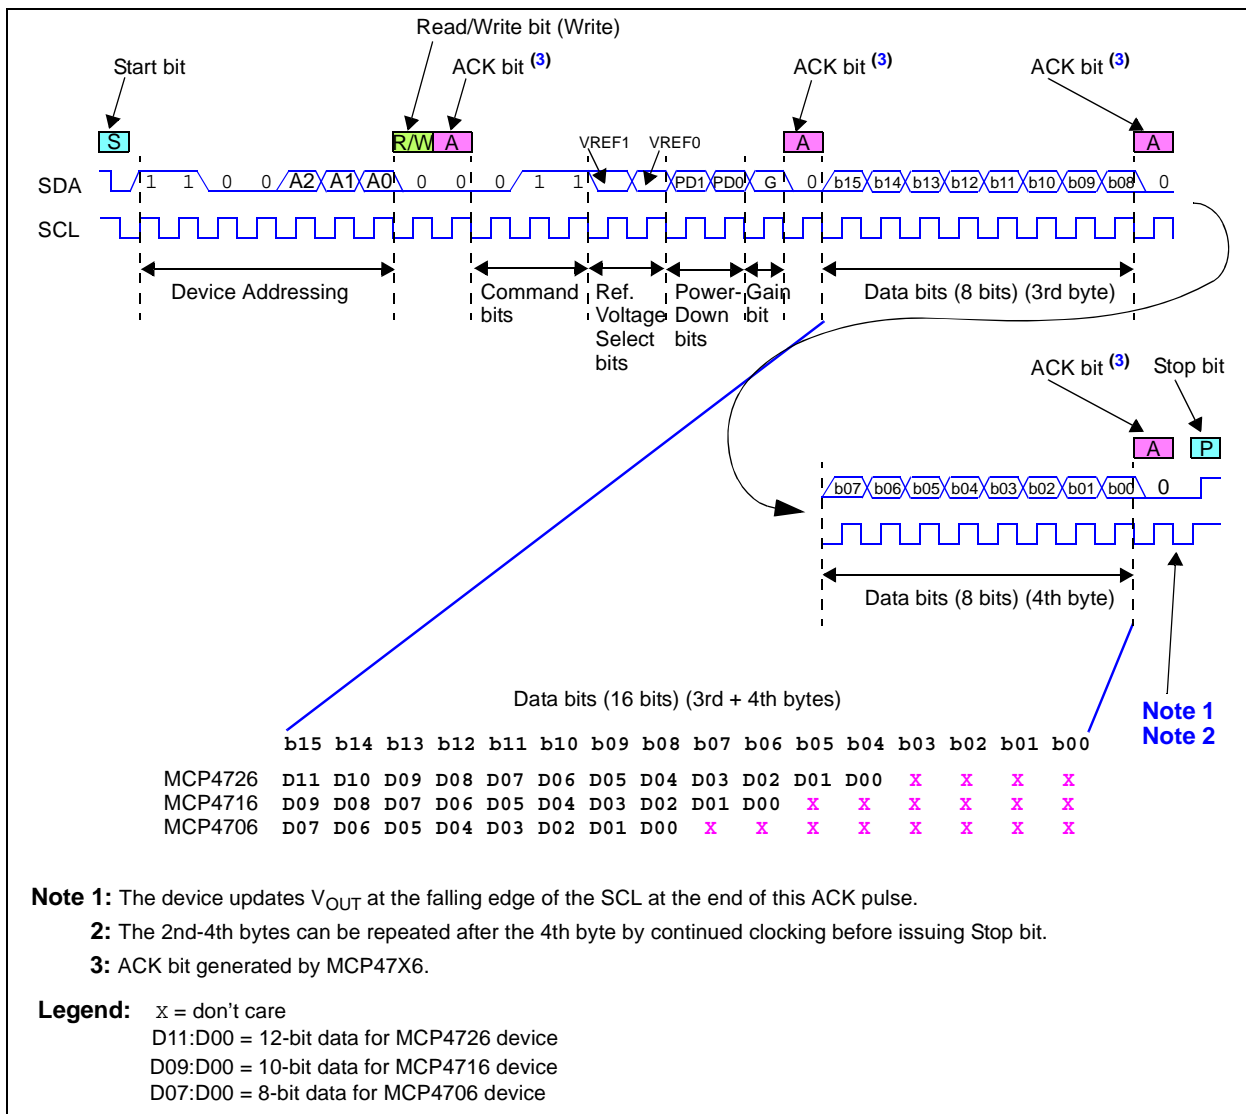 Read/Write bit (Write)
Start bit
ACK bit (3)
ACK bit (3)
ACK bit (3)
S
R/W
A
A
A
VREF1
VREF0
SDA
1 1 0 0 A2 A1 A0 0 0 0 1 1 PD1 PD0 G 0 b15 b14 b13 b12 b11 b10 b09 b08 0
SCL
Device Addressing
Command bits
Ref. Voltage Select bits
Power-Down bits
Gain bit
Data bits (8 bits) (3rd byte)
ACK bit (3)
Stop bit
A
P
b07 b06 b05 b04 b03 b02 b01 b00 0
Data bits (8 bits) (4th byte)
Data bits (16 bits) (3rd + 4th bytes)
Note 1
Note 2
b15 b14 b13 b12 b11 b10 b09 b08 b07 b06 b05 b04 b03 b02 b01 b00
MCP4726 D11 D10 D09 D08 D07 D06 D05 D04 D03 D02 D01 D00 X X X X
MCP4716 D09 D08 D07 D06 D05 D04 D03 D02 D01 D00 X X X X X X
MCP4706 D07 D06 D05 D04 D03 D02 D01 D00 X X X X X X X X
Note 1: The device updates VOUT at the falling edge of the SCL at the end of this ACK pulse.
2: The 2nd-4th bytes can be repeated after the 4th byte by continued clocking before issuing Stop bit.
3: ACK bit generated by MCP47X6.
Legend: X = don't care
D11:D00 = 12-bit data for MCP4726 device
D09:D00 = 10-bit data for MCP4716 device
D07:D00 = 8-bit data for MCP4706 device